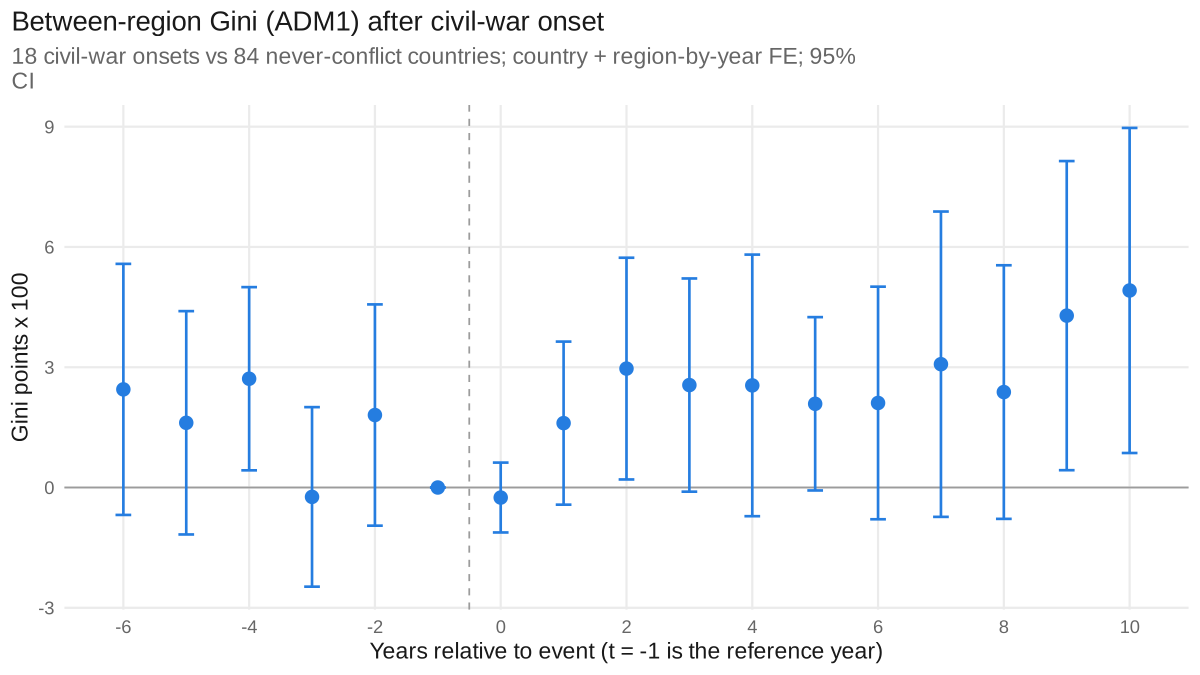 Between-region Gini (ADM1) after civil-war onset
18 civil-war onsets vs 84 never-conflict countries; country + region-by-year FE; 95%
CI
Gini points x 100
9
6
3
0
-3
-6
-4
-2
0
2
4
6
8
10
Years relative to event (t = -1 is the reference year)